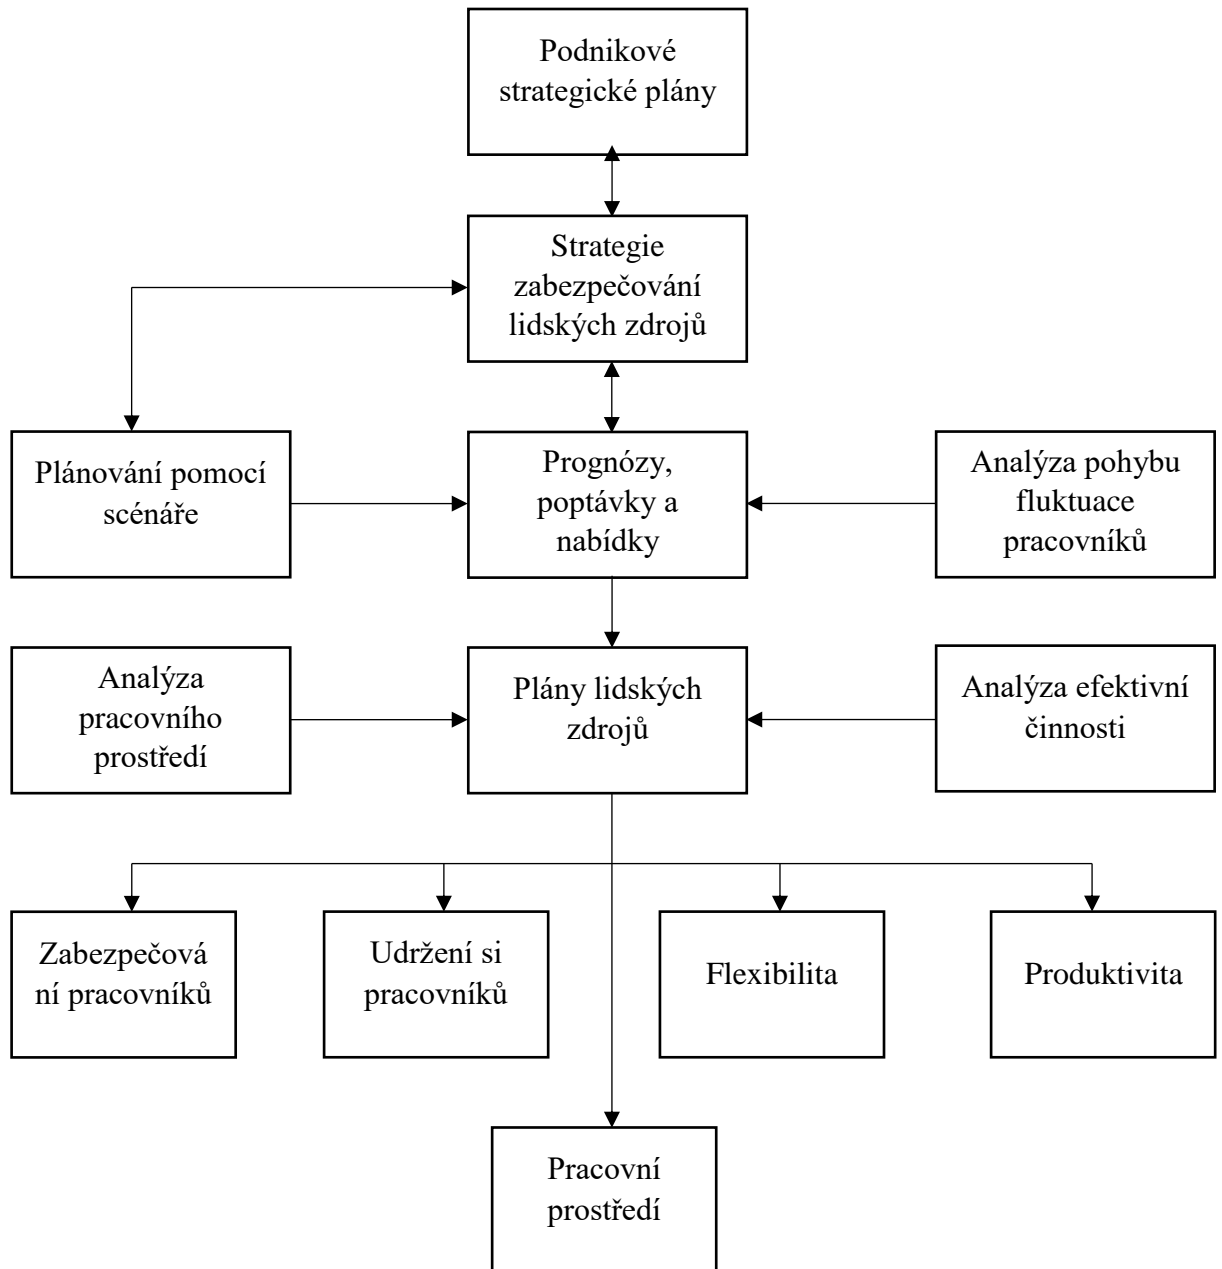 Podnikové
strategické plány
Strategie
zabezpečování
lidských zdrojů
Plánování pomocí
scénáře
Prognózy,
poptávky a
nabídky
Analýza pohybu
fluktuace
pracovníků
Analýza
pracovního
prostředí
Plány lidských
zdrojů
Analýza efektivní
činnosti
Zabezpečová
ní pracovníků
Udržení si
pracovníků
Flexibilita
Produktivita
Pracovní
prostředí